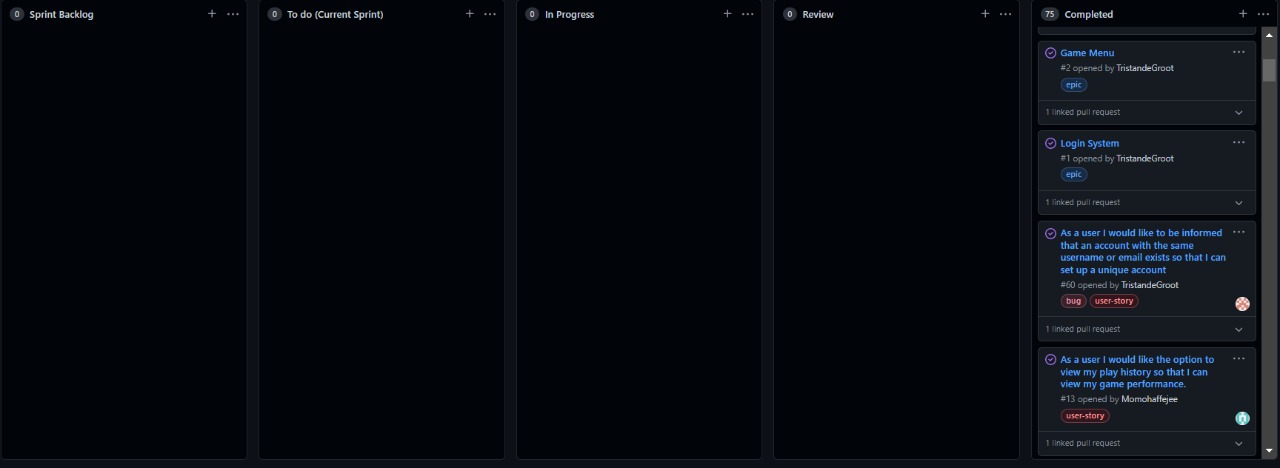 0 Sprint Backlog
0 To do (Current Sprint)
0 In Progress
0 Review
75 Completed
Game Menu
#2 opened by TristandeGroot
epic
1 linked pull request
Login System
#1 opened by TristandeGroot
epic
1 linked pull request
As a user I would like to be informed
that an account with the same
username or email exists so that I can
set up a unique account
#60 opened by TristandeGroot
bug user-story
1 linked pull request
As a user I would like the option to
view my play history so that I can
view my game performance.
#13 opened by Momohaffejee
user-story
1 linked pull request